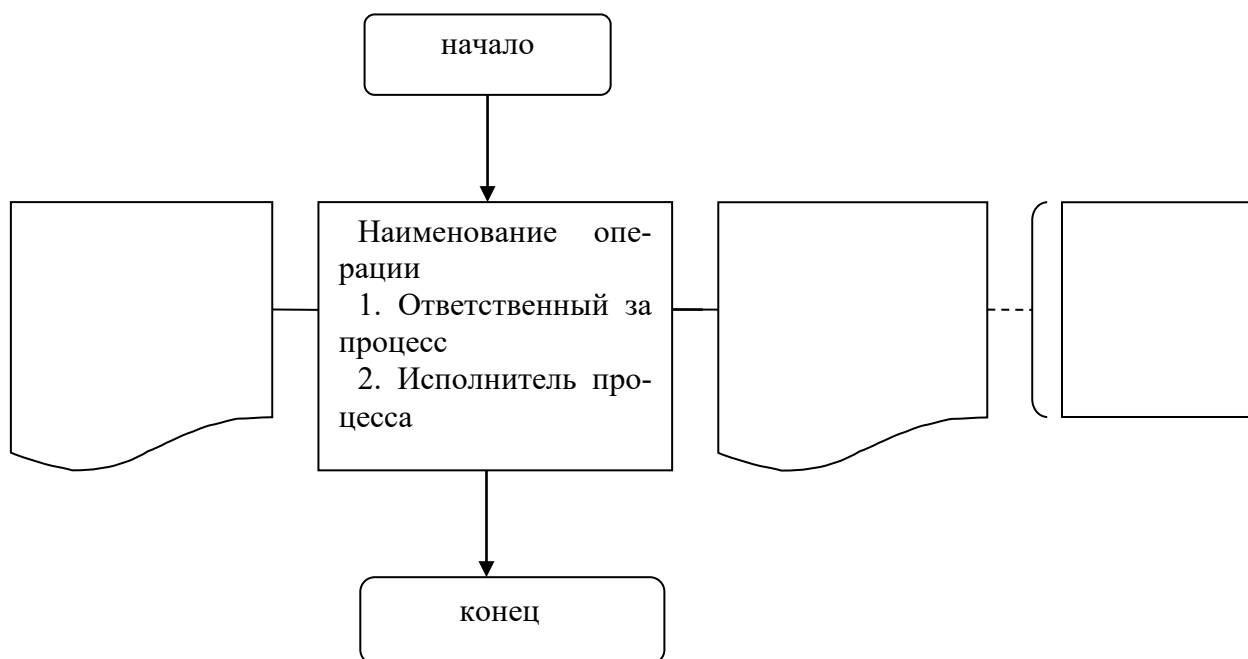 начало
Наименование опе-
рации
1. Ответственный за
процесс
2. Исполнитель про-
цесса
конец